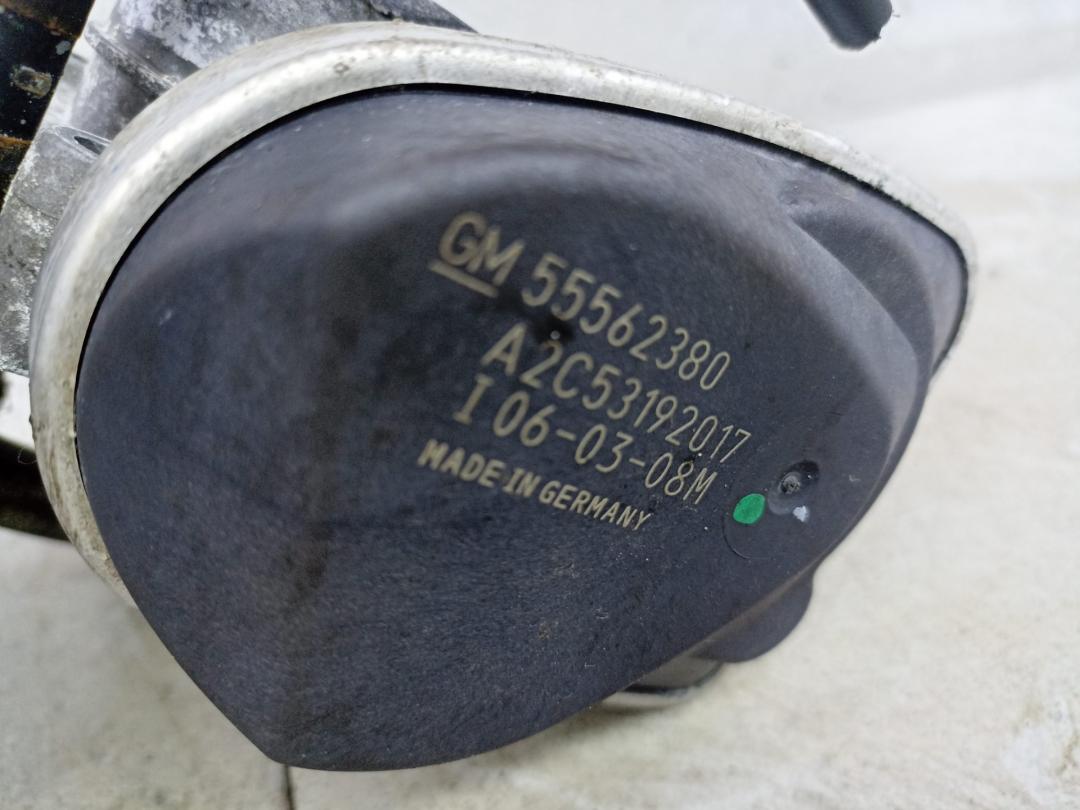 GM 55562380
A2C53192017
I 06-03-08M
MADE IN GERMANY